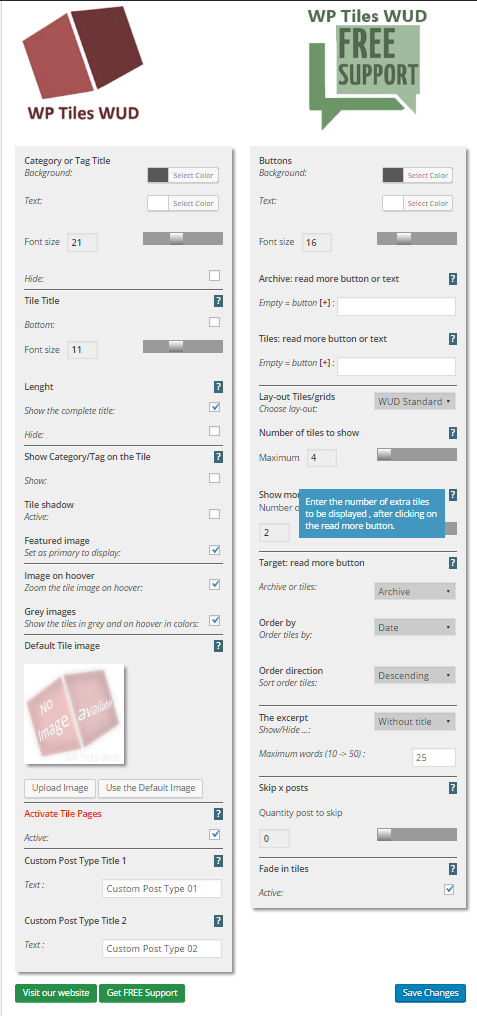 WP Tiles WUD
WP Tiles WUD
FREE
SUPPORT
Category or Tag Title
Background:
Select Color
Text:
Select Color
Font size
21
Hide:
Tile Title
?
Bottom:
Font size
11
Lenght
?
Show the complete title:
Hide:
Show Category/Tag on the Tile
?
Show:
Tile shadow
Active:
Featured image
Set as primary to display:
Image on hoover
Zoom the tile image on hoover:
Grey images
Show the tiles in grey and on hoover in colors:
Default Tile image
?
No
Image available
WP TILES WUD
Upload Image
Use the Default Image
Activate Tile Pages
?
Active:
Custom Post Type Title 1
?
Text :
Custom Post Type 01
Custom Post Type Title 2
?
Text :
Custom Post Type 02
Buttons
Background:
Select Color
Text:
Select Color
Font size
16
Archive: read more button or text
?
Empty = button [+] :
Tiles: read more button or text
?
Empty = button [+] :
Lay-out Tiles/grids
Choose lay-out:
WUD Standard
Number of tiles to show
?
Maximum
4
Show mo
?
Number o
2
Enter the number of extra tiles
to be displayed , after clicking on
the read more button.
Target: read more button
?
Archive or tiles:
Archive
Order by
Order tiles by:
Date
Order direction
Sort order tiles:
Descending
The excerpt
Show/Hide ...:
Without title
Maximum words (10 -> 50) :
25
Skip x posts
?
Quantity post to skip
0
Fade in tiles
?
Active:
Visit our website
Get FREE Support
Save Changes